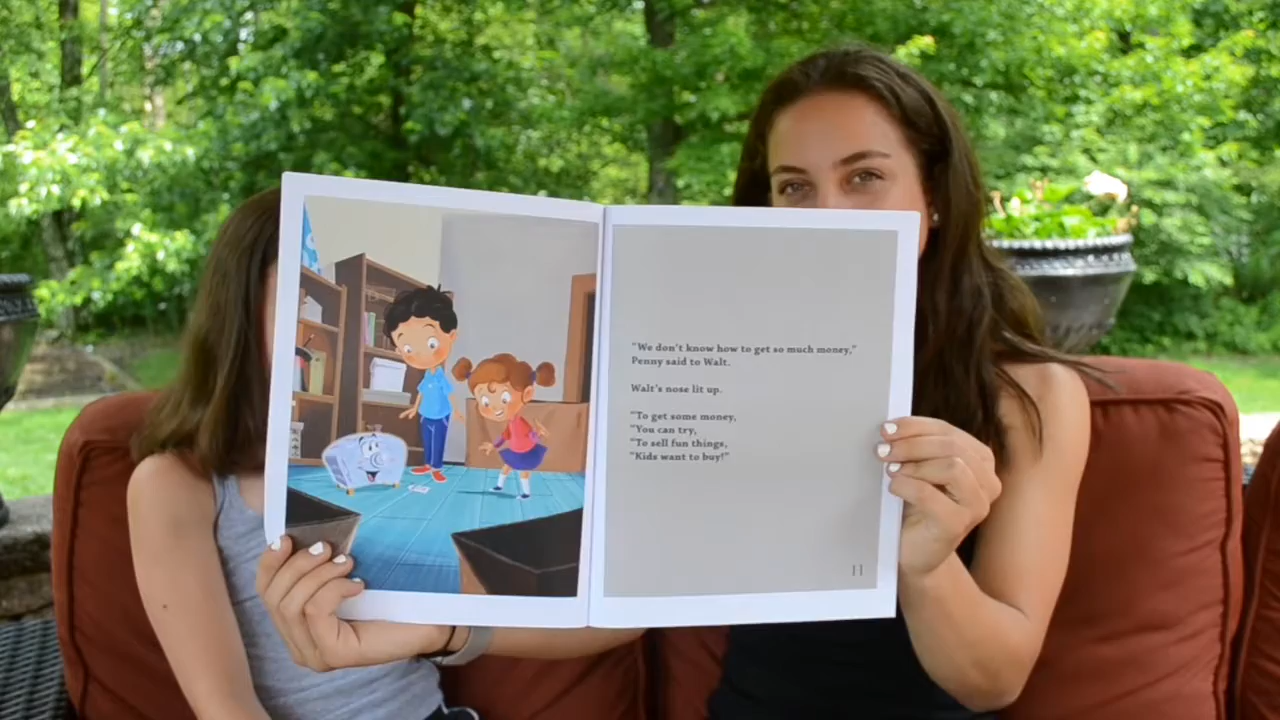 "We don't know how to get so much money,"
Penny said to Walt.
Walt's nose lit up.
"To get some money,
"You can try,
"To sell fun things,
"Kids want to buy!"
11